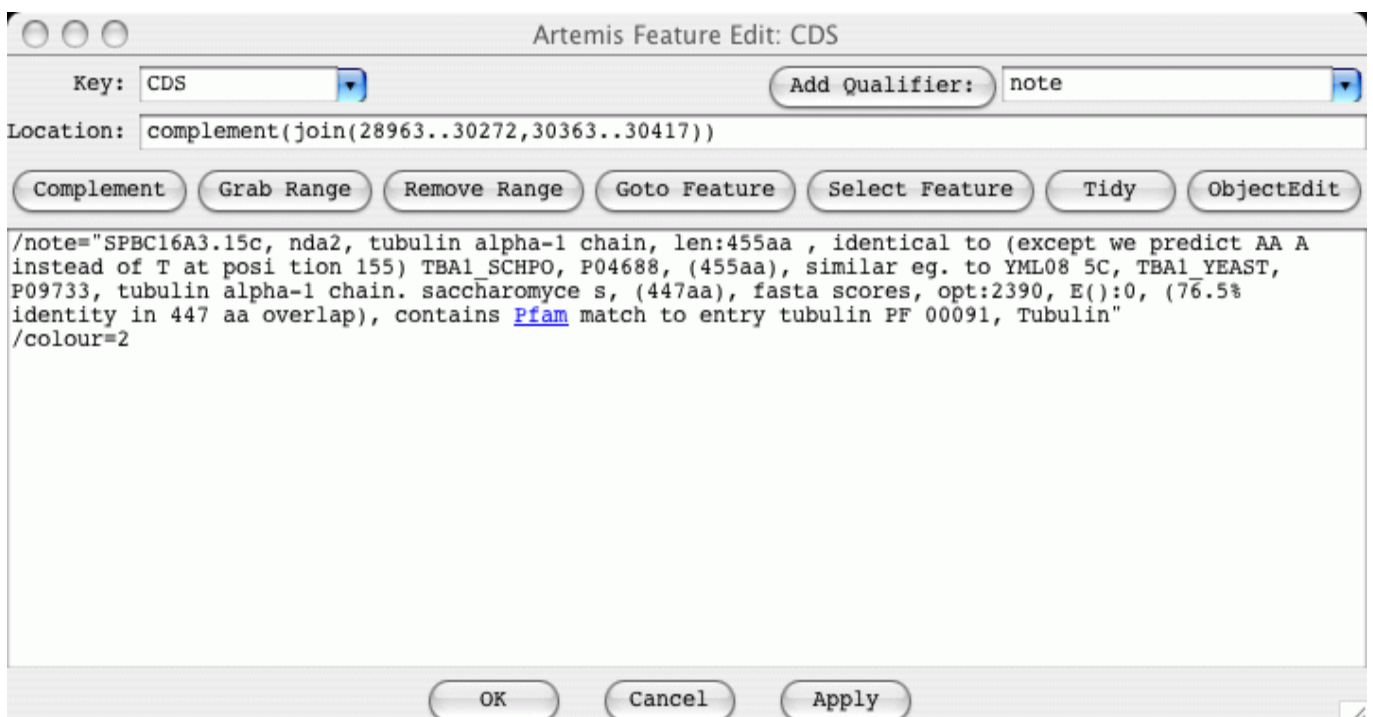 Artemis Feature Edit: CDS
Key: CDS Add Qualifier: note
Location: complement(join(28963..30272,30363..30417))
Complement Grab Range Remove Range Goto Feature Select Feature Tidy ObjectEdit
/note="SPBC16A3.15c, nda2, tubulin alpha-1 chain, len:455aa , identical to (except we predict AA A
instead of T at posi tion 155) TBA1_SCHPO, P04688, (455aa), similar eg. to YML08 5C, TBA1_YEAST,
P09733, tubulin alpha-1 chain. saccharomyce s, (447aa), fasta scores, opt:2390, E():0, (76.5%
identity in 447 aa overlap), contains Pfam match to entry tubulin PF 00091, Tubulin"
/colour=2
OK Cancel Apply